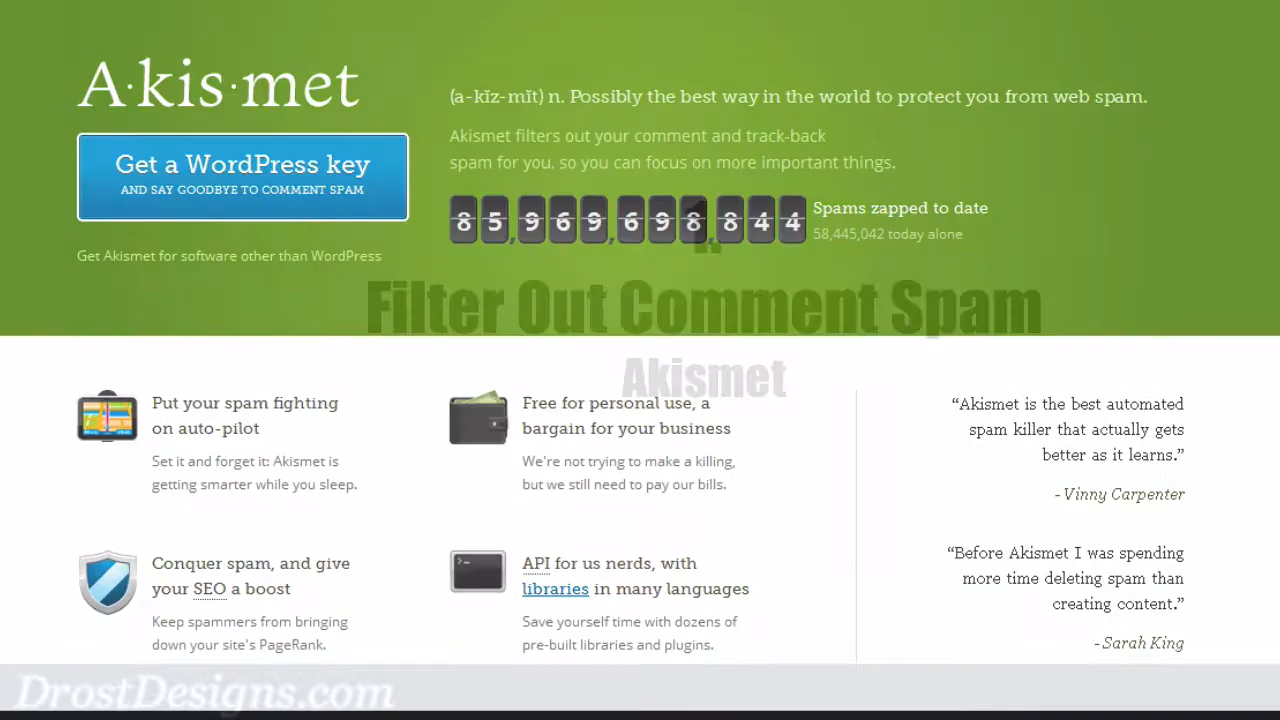 A·kis·met
Get a WordPress key
AND SAY GOODBYE TO COMMENT SPAM
Get Akismet for software other than WordPress
(a-kĭz-mĭt) n. Possibly the best way in the world to protect you from web spam.
Akismet filters out your comment and track-back
spam for you, so you can focus on more important things.
85,969,698,844 Spams zapped to date
58,445,042 today alone
1.
Filter Out Comment Spam
Akismet
Put your spam fighting
on auto-pilot
Set it and forget it: Akismet is
getting smarter while you sleep.
Free for personal use, a
bargain for your business
We're not trying to make a killing,
but we still need to pay our bills.
“Akismet is the best automated
spam killer that actually gets
better as it learns.”
- Vinny Carpenter
Conquer spam, and give
your SEO a boost
Keep spammers from bringing
down your site's PageRank.
API for us nerds, with
libraries in many languages
Save yourself time with dozens of
pre-built libraries and plugins.
“Before Akismet I was spending
more time deleting spam than
creating content.”
- Sarah King
DrostDesigns.com